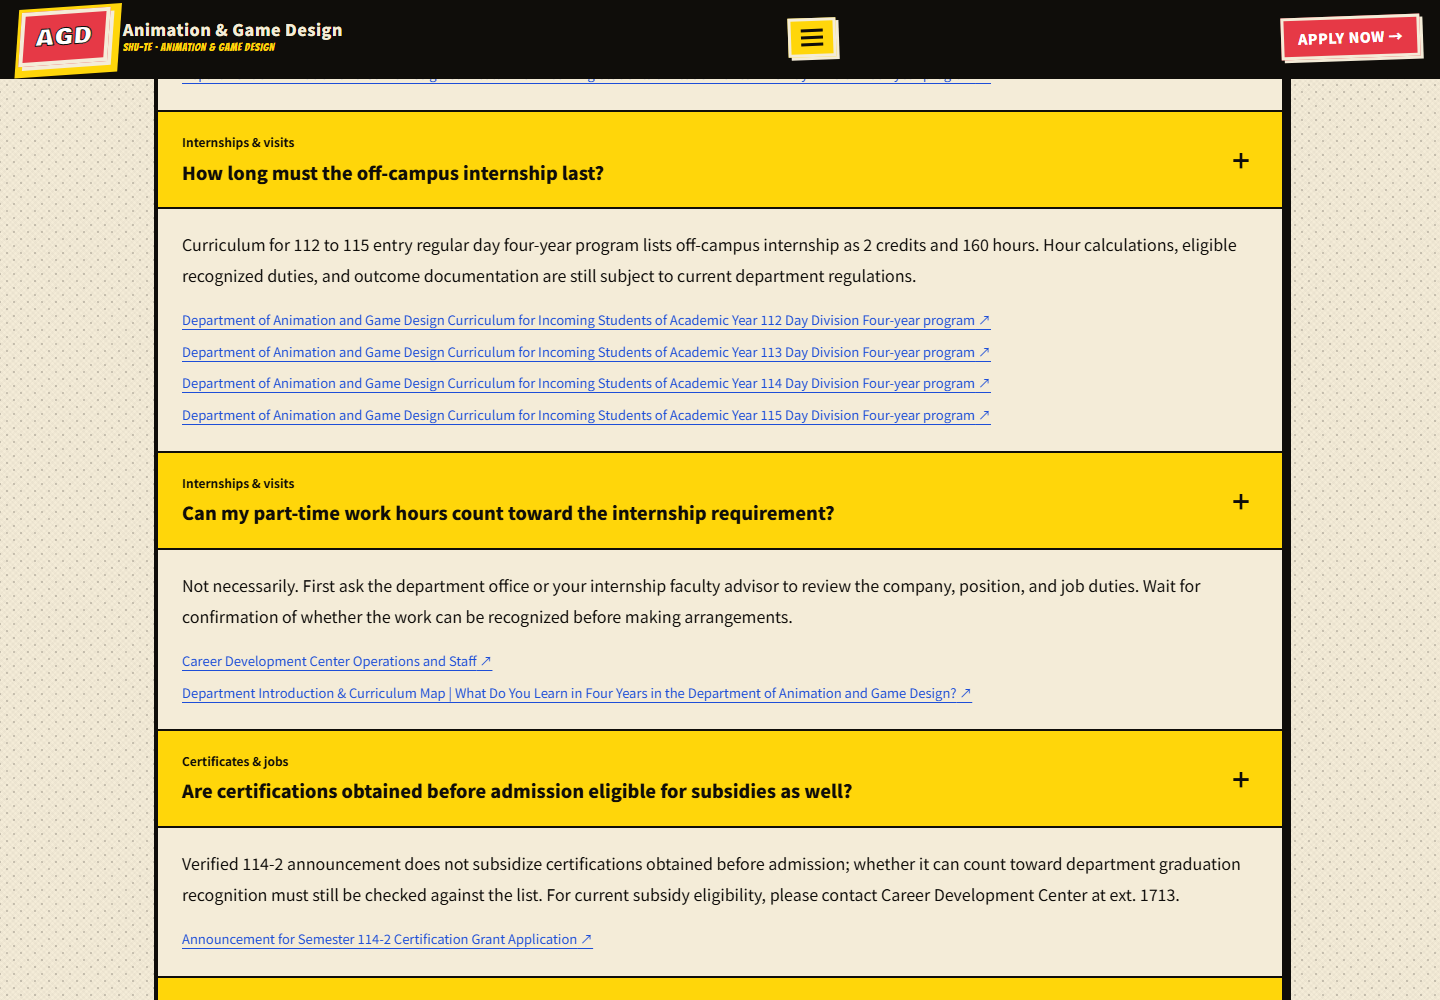 AGD
Animation & Game Design
SHU-TE · ANIMATION & GAME DESIGN
APPLY NOW →
Internships & visits
How long must the off-campus internship last?
+
Curriculum for 112 to 115 entry regular day four-year program lists off-campus internship as 2 credits and 160 hours. Hour calculations, eligible
recognized duties, and outcome documentation are still subject to current department regulations.
Department of Animation and Game Design Curriculum for Incoming Students of Academic Year 112 Day Division Four-year program ↗
Department of Animation and Game Design Curriculum for Incoming Students of Academic Year 113 Day Division Four-year program ↗
Department of Animation and Game Design Curriculum for Incoming Students of Academic Year 114 Day Division Four-year program ↗
Department of Animation and Game Design Curriculum for Incoming Students of Academic Year 115 Day Division Four-year program ↗
Internships & visits
Can my part-time work hours count toward the internship requirement?
+
Not necessarily. First ask the department office or your internship faculty advisor to review the company, position, and job duties. Wait for
confirmation of whether the work can be recognized before making arrangements.
Career Development Center Operations and Staff ↗
Department Introduction & Curriculum Map | What Do You Learn in Four Years in the Department of Animation and Game Design? ↗
Certificates & jobs
Are certifications obtained before admission eligible for subsidies as well?
+
Verified 114-2 announcement does not subsidize certifications obtained before admission; whether it can count toward department graduation
recognition must still be checked against the list. For current subsidy eligibility, please contact Career Development Center at ext. 1713.
Announcement for Semester 114-2 Certification Grant Application ↗